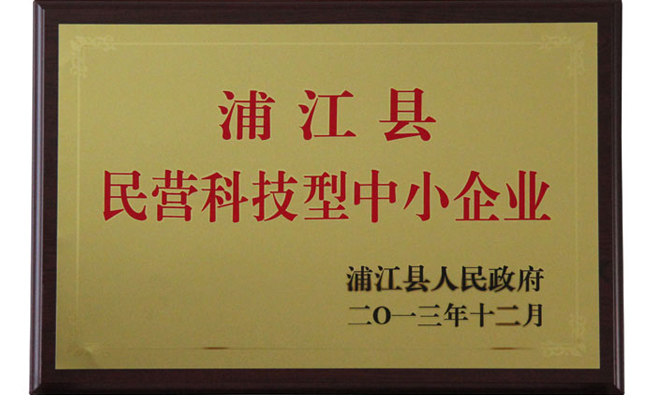 浦江县
民营科技型中小企业
浦江县人民政府
二O一三年十二月